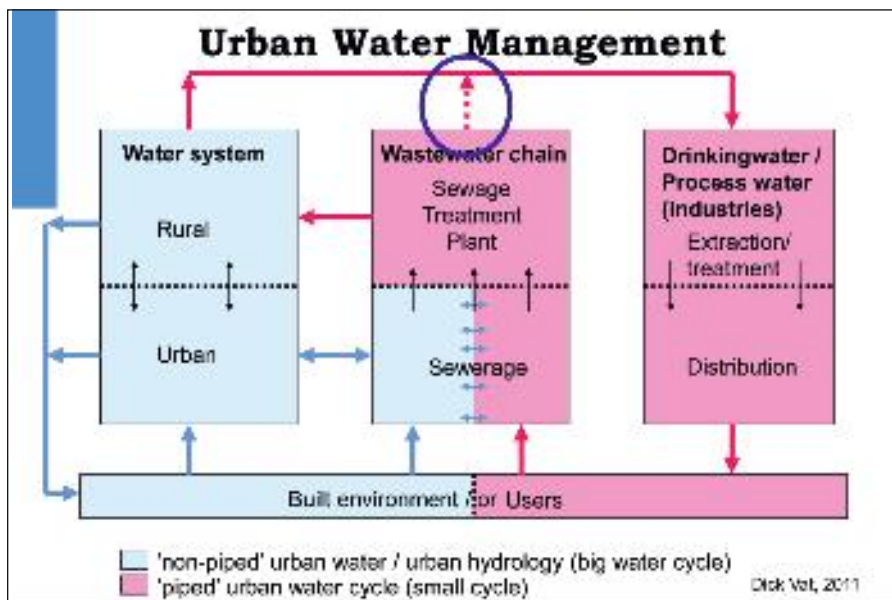 Urban Water Management
Water system
Rural
Urban
Wastewater chain
Sewage
Treatment
Plant
Sewerage
Drinkingwater /
Process water
(industries)
Extraction/
treatment
Distribution
Built environment / or Users
'non-piped' urban water / urban hydrology (big water cycle)
'piped' urban water cycle (small cycle)
Dick Vat, 2011